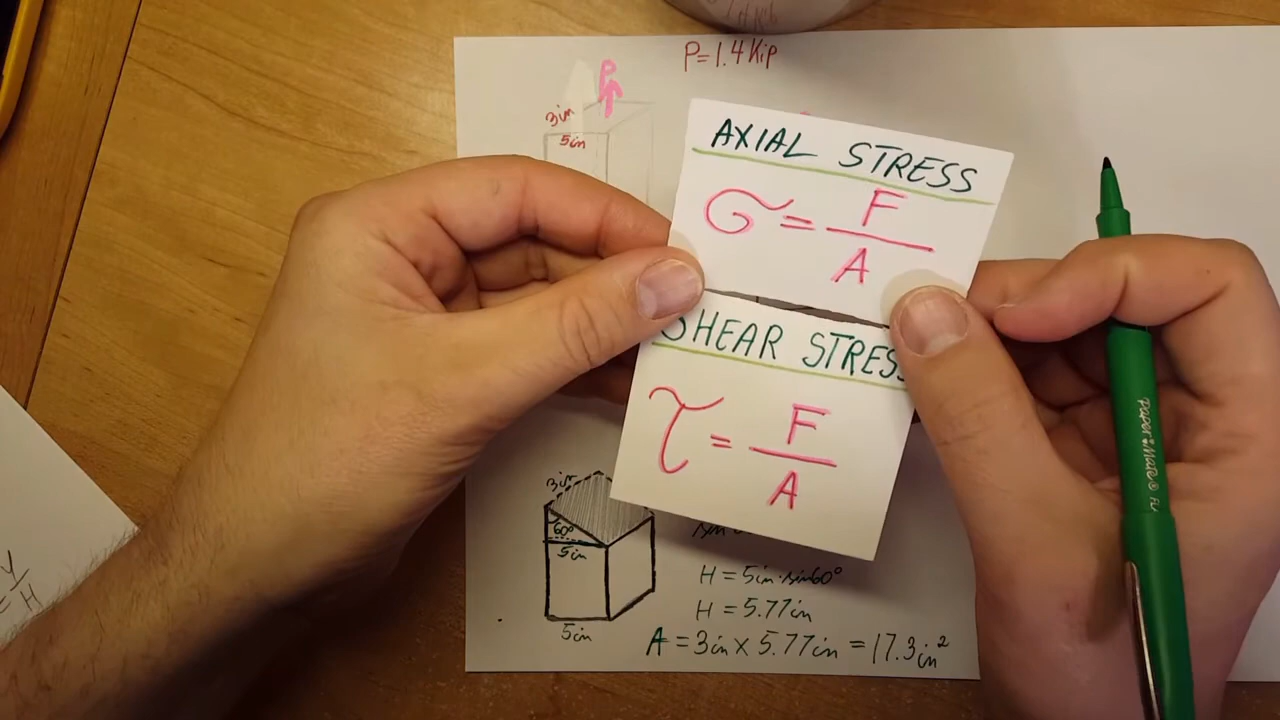 P=1.4Kip
P
3in
5in
AXIAL STRESS
σ = F/A
SHEAR STRESS
τ = F/A
3in
60°
5in
H = 5in·sin60°
H = 5.77in
5in
A = 3in x 5.77in = 17.3in²
Y
= H
Paper:Mate